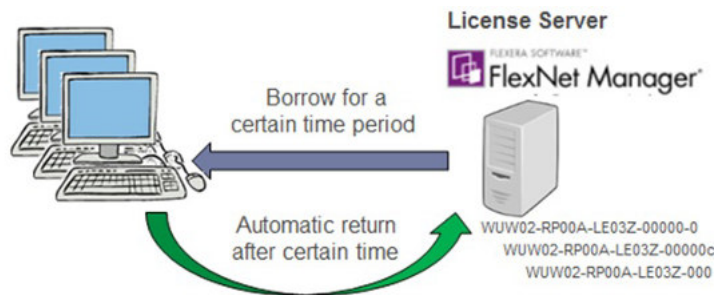 License Server
FLEXERA SOFTWARE™
FlexNet Manager®
Borrow for a
certain time period
Automatic return
after certain time
WUW02-RP00A-LE03Z-00000-0
WUW02-RP00A-LE03Z-00000c
WUW02-RP00A-LE03Z-000